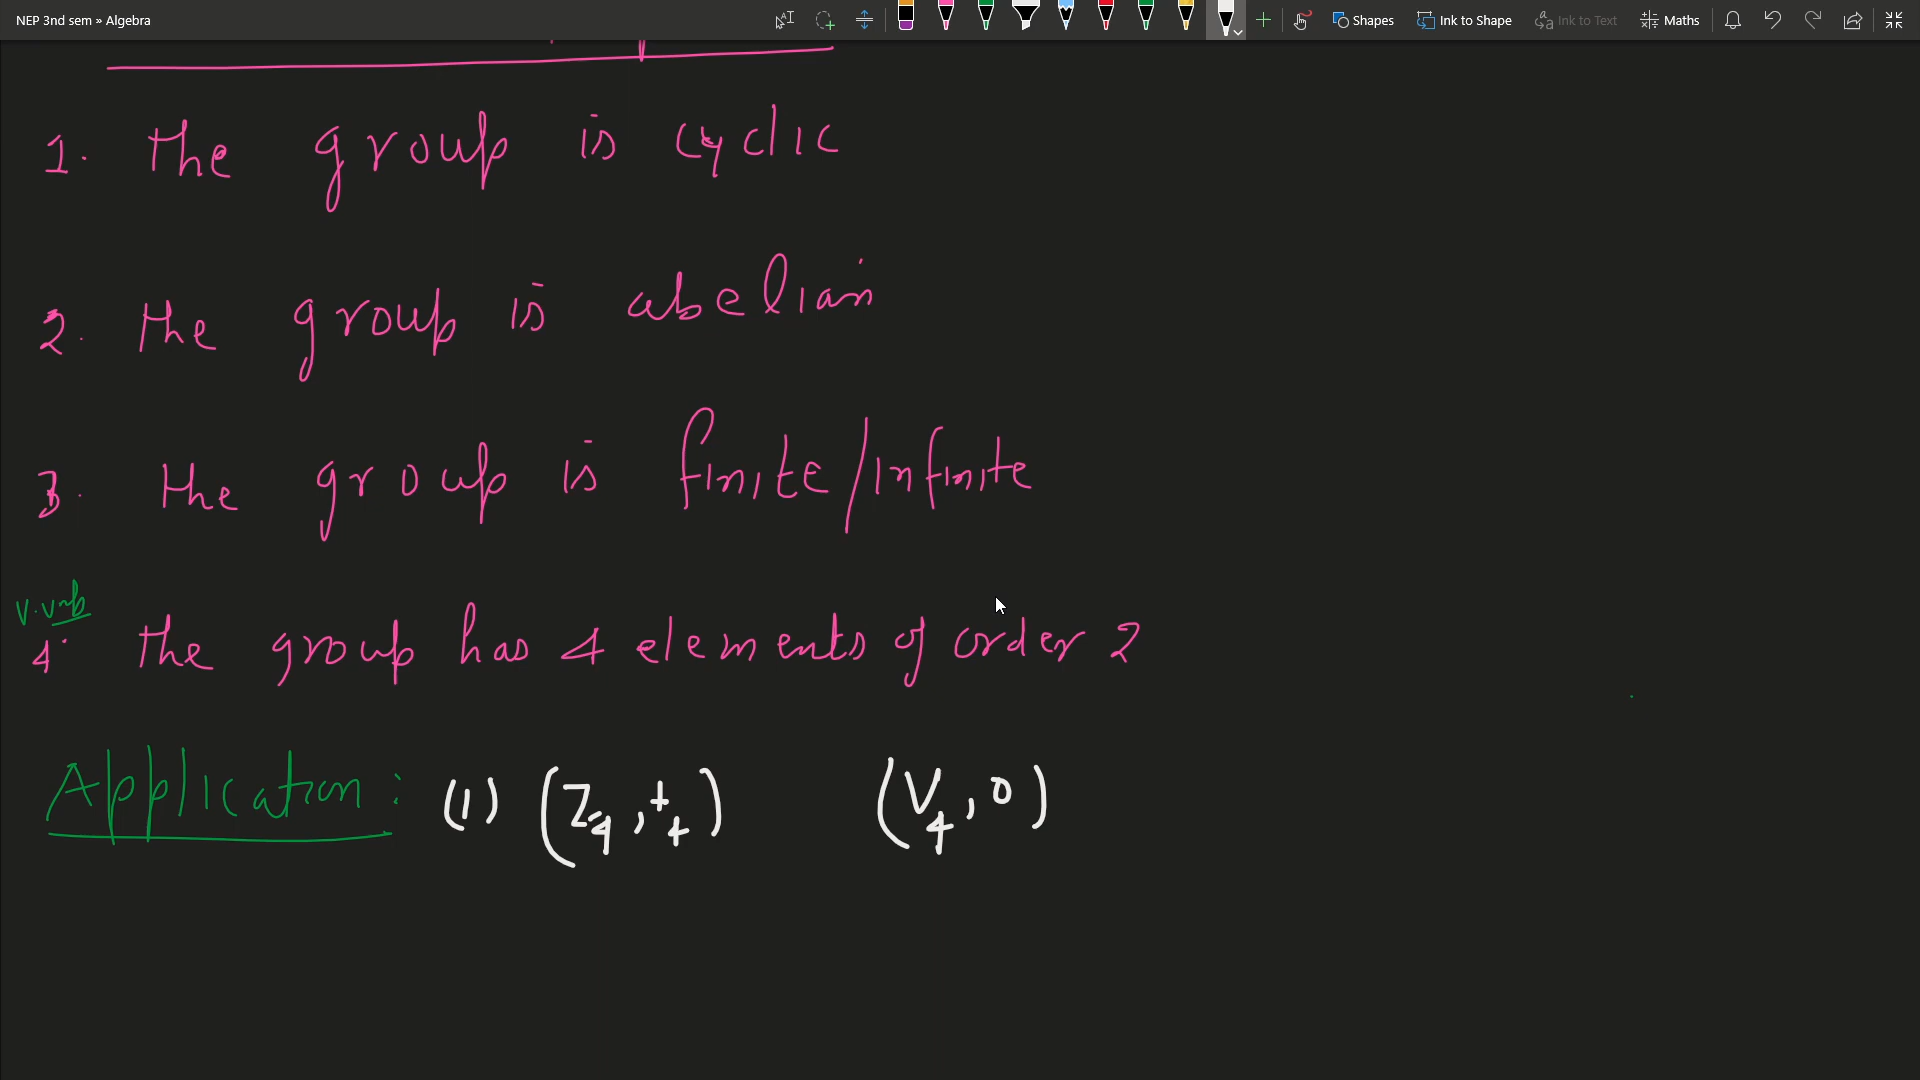 NEP 3nd sem » Algebra
Shapes Ink to Shape Ink to Text Maths
1. The group is cyclic
2. The group is abelian
3. The group is finite/infinite
4. The group has 4 elements of order 2
Application: (1) (Z₄, +₄) (V₄, o)